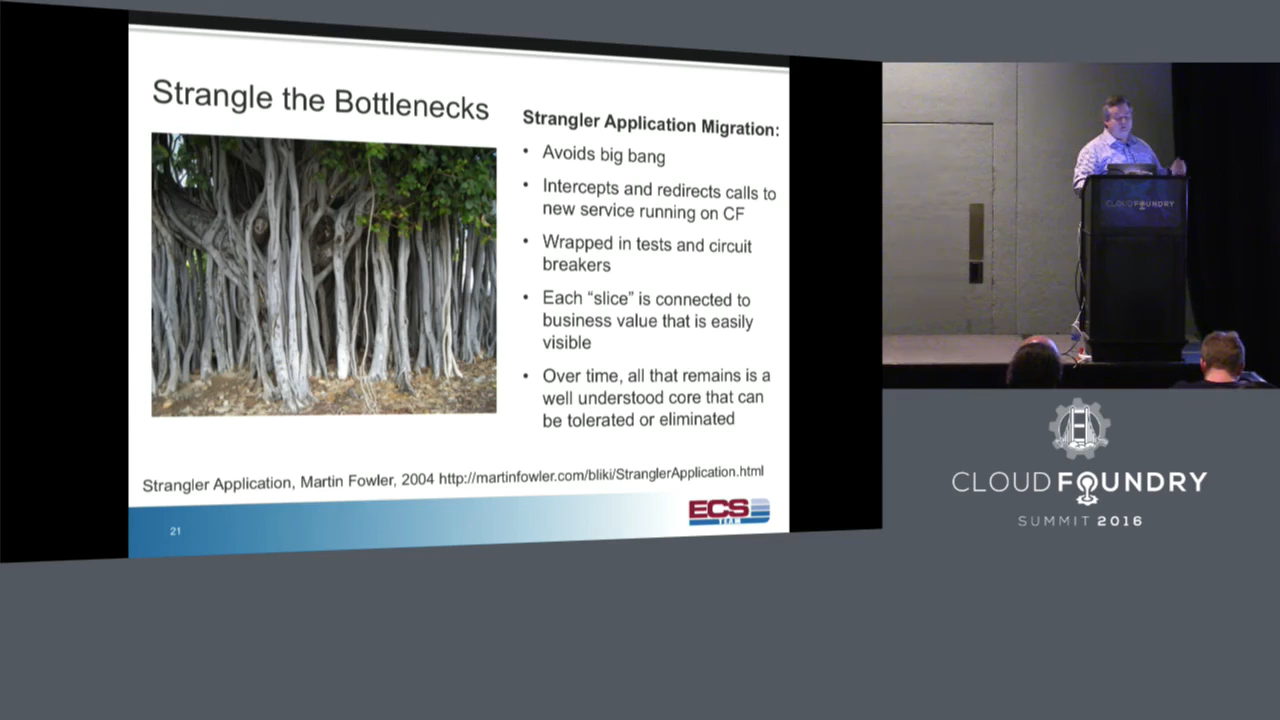 Strangle the Bottlenecks
Strangler Application Migration:
• Avoids big bang
• Intercepts and redirects calls to
new service running on CF
• Wrapped in tests and circuit
breakers
• Each “slice” is connected to
business value that is easily
visible
• Over time, all that remains is a
well understood core that can
be tolerated or eliminated
Strangler Application, Martin Fowler, 2004 http://martinfowler.com/bliki/StranglerApplication.html
21
ECS
TEAM
CLOUDFOUNDRY
CLOUD FOUNDRY
SUMMIT 2016